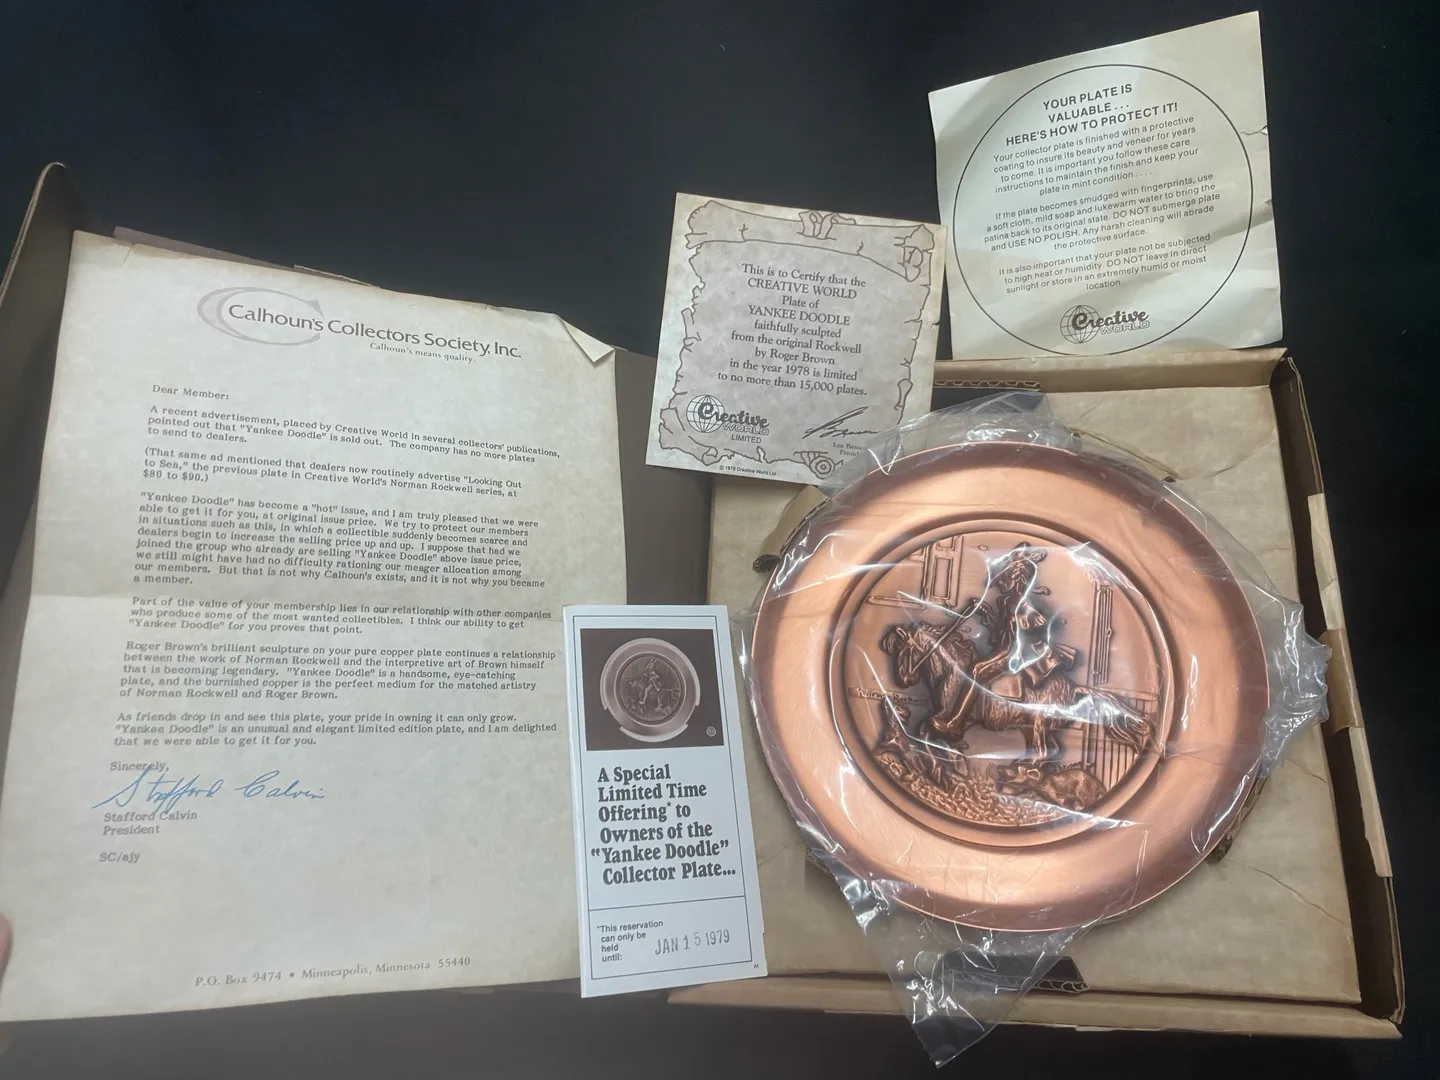 Calhoun's Collectors Society, Inc.
Calhoun's means quality.
Dear Member:
A recent advertisement, placed by Creative World in several collectors' publications,
pointed out that "Yankee Doodle" is sold out. The company has no more plates
to send to dealers.
(That same ad mentioned that dealers now routinely advertise "Looking Out
to Sea," the previous plate in Creative World's Norman Rockwell series, at
$80 to $90.)
"Yankee Doodle" has become a "hot" issue, and I am truly pleased that we were
able to get it for you, at original issue price. We try to protect our members
in situations such as this, in which a collectible suddenly becomes scarce and
dealers begin to increase the selling price up and up. I suppose that had we
joined the group who already are selling "Yankee Doodle" above issue price,
we still might have had no difficulty rationing our meager allocation among
our members. But that is not why Calhoun's exists, and it is not why you became
a member.
Part of the value of your membership lies in our relationship with other companies
who produce some of the most wanted collectibles. I think our ability to get
"Yankee Doodle" for you proves that point.
Roger Brown's brilliant sculpture on your pure copper plate continues a relationship
between the work of Norman Rockwell and the interpretive art of Brown himself
that is becoming legendary. "Yankee Doodle" is a handsome, eye-catching
plate, and the burnished copper is the perfect medium for the matched artistry
of Norman Rockwell and Roger Brown.
As friends drop in and see this plate, your pride in owning it can only grow.
"Yankee Doodle" is an unusual and elegant limited edition plate, and I am delighted
that we were able to get it for you.
Sincerely,
Stafford Calvin
Stafford Calvin
President
SC/ajy
P.O. Box 9474 • Minneapolis, Minnesota 55440
This is to Certify that the
CREATIVE WORLD
Plate of
YANKEE DOODLE
faithfully sculpted
from the original Rockwell
by Roger Brown
in the year 1978 is limited
to no more than 15,000 plates.
Creative
WORLD
LIMITED
Lee
© 1978 Creative World Ltd.
YOUR PLATE IS
VALUABLE . . .
HERE'S HOW TO PROTECT IT!
Your collector plate is finished with a protective
coating to insure its beauty and veneer for years
to come. It is important you follow these care
instructions to maintain the finish and keep your
plate in mint condition . . . .
If the plate becomes smudged with fingerprints, use
a soft cloth, mild soap and lukewarm water to bring the
patina back to its original state. DO NOT submerge plate
and USE NO POLISH. Any harsh cleaning will abrade
the protective surface.
It is also important that your plate not be subjected
to high heat or humidity. DO NOT leave in direct
sunlight or store in an extremely humid or moist
location.
Creative
WORLD
A Special
Limited Time
Offering* to
Owners of the
"Yankee Doodle"
Collector Plate...
*This reservation
can only be
held
until:
JAN 15 1979